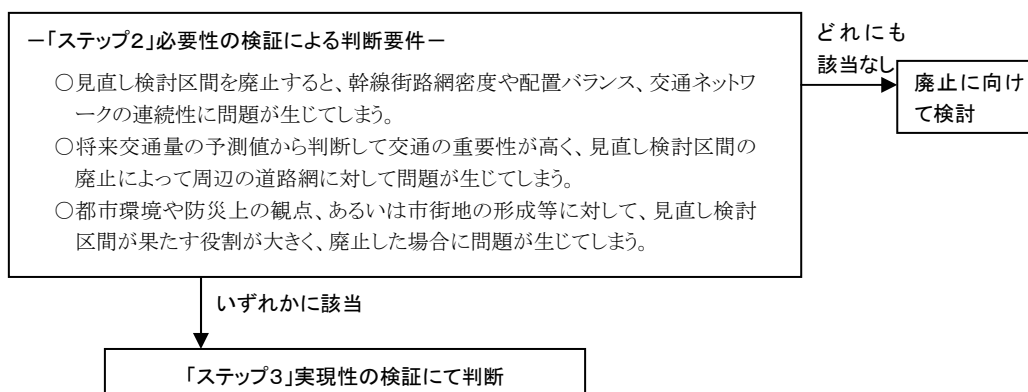 －「ステップ2」必要性の検証による判断要件－
○見直し検討区間を廃止すると、幹線街路網密度や配置バランス、交通ネットワ
ークの連続性に問題が生じてしまう。
○将来交通量の予測値から判断して交通の重要性が高く、見直し検討区間の
廃止によって周辺の道路網に対して問題が生じてしまう。
○都市環境や防災上の観点、あるいは市街地の形成等に対して、見直し検討
区間が果たす役割が大きく、廃止した場合に問題が生じてしまう。
どれにも
該当なし
廃止に向け
て検討
いずれかに該当
「ステップ3」実現性の検証にて判断